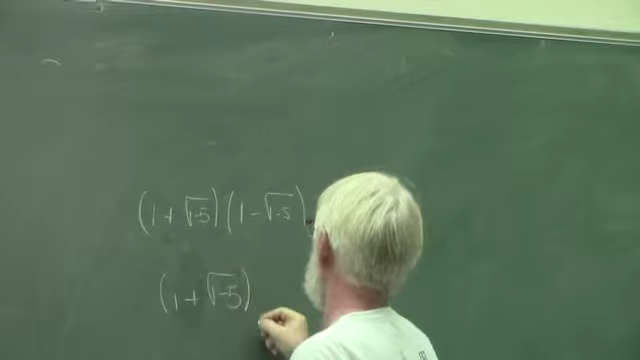 (1 + √-5)(1 - √-5)
(1 + √-5)